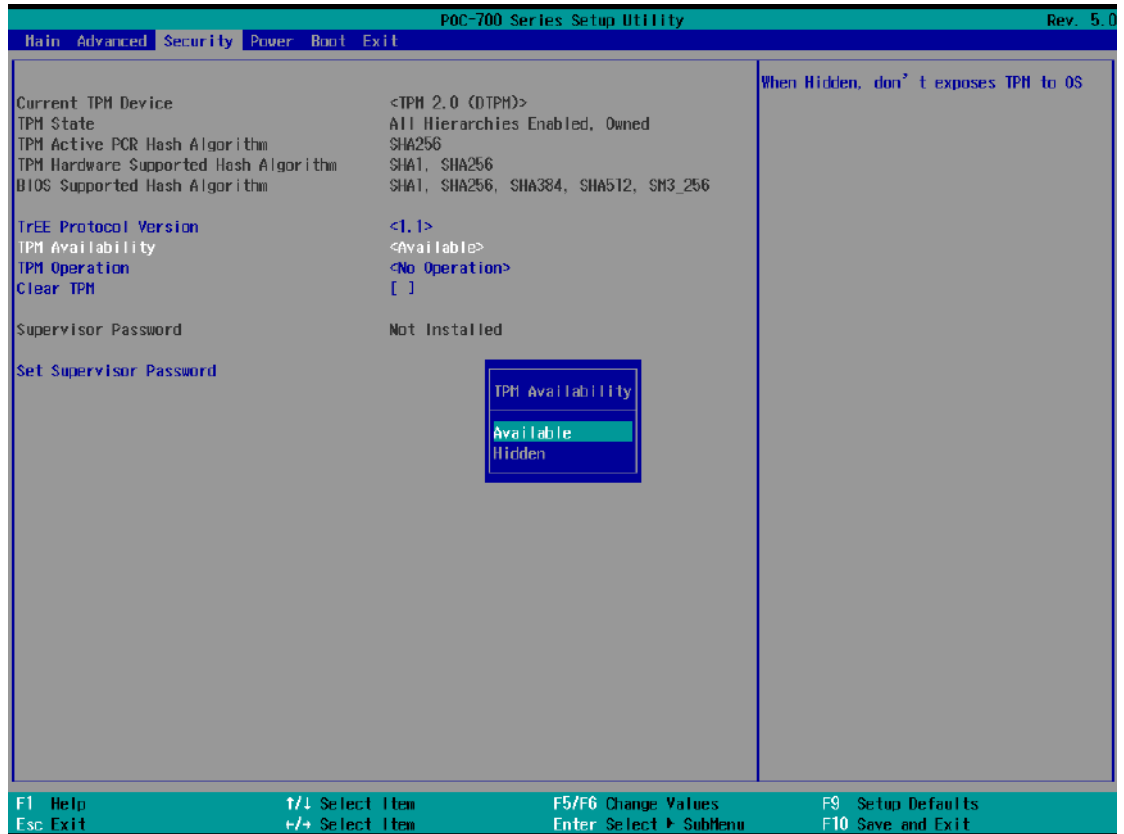 POC-700 Series Setup Utility Rev. 5.0
Main Advanced Security Power Boot Exit
When Hidden, don't exposes TPM to OS
Current TPM Device <TPM 2.0 (DTPM)>
TPM State All Hierarchies Enabled, Owned
TPM Active PCR Hash Algorithm SHA256
TPM Hardware Supported Hash Algorithm SHA1, SHA256
BIOS Supported Hash Algorithm SHA1, SHA256, SHA384, SHA512, SM3_256
TrEE Protocol Version <1.1>
TPM Availability <Available>
TPM Operation <No Operation>
Clear TPM [ ]
Supervisor Password Not Installed
Set Supervisor Password
TPM Availability
Available
Hidden
F1 Help ↑/↓ Select Item F5/F6 Change Values F9 Setup Defaults
Esc Exit ←/→ Select Item Enter Select ▶ SubMenu F10 Save and Exit